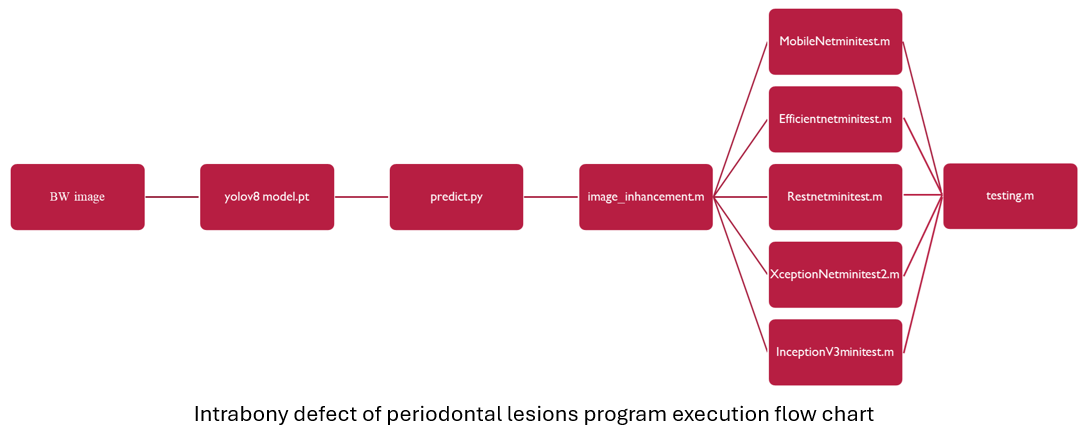 BW image
yolov8 model.pt
predict.py
image_inhancement.m
MobileNetminitest.m
Efficientnetminitest.m
Restnetminitest.m
XceptionNetminitest2.m
InceptionV3minitest.m
testing.m
Intrabony defect of periodontal lesions program execution flow chart